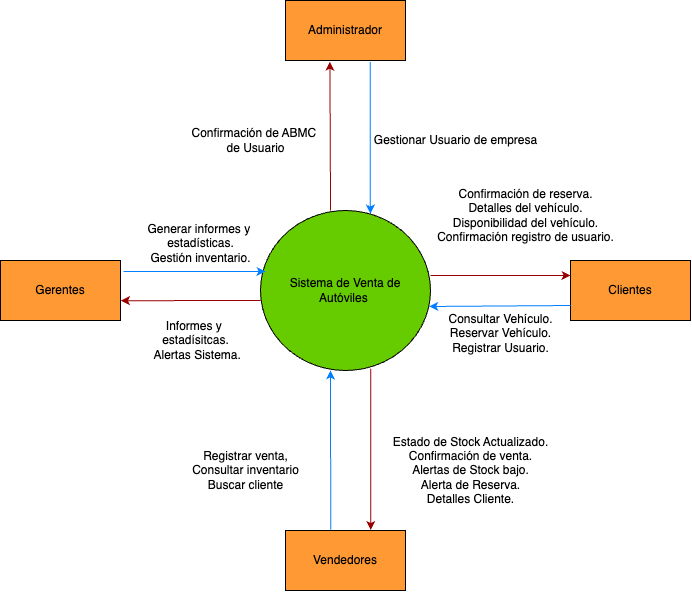 Administrador
Confirmación de ABMC
de Usuario
Gestionar Usuario de empresa
Confirmación de reserva.
Detalles del vehículo.
Disponibilidad del vehículo.
Confirmación registro de usuario.
Generar informes y
estadísticas.
Gestión inventario.
Gerentes
Sistema de Venta de
Autóviles
Clientes
Informes y
estadísitcas.
Alertas Sistema.
Consultar Vehículo.
Reservar Vehículo.
Registrar Usuario.
Registrar venta,
Consultar inventario
Buscar cliente
Estado de Stock Actualizado.
Confirmación de venta.
Alertas de Stock bajo.
Alerta de Reserva.
Detalles Cliente.
Vendedores